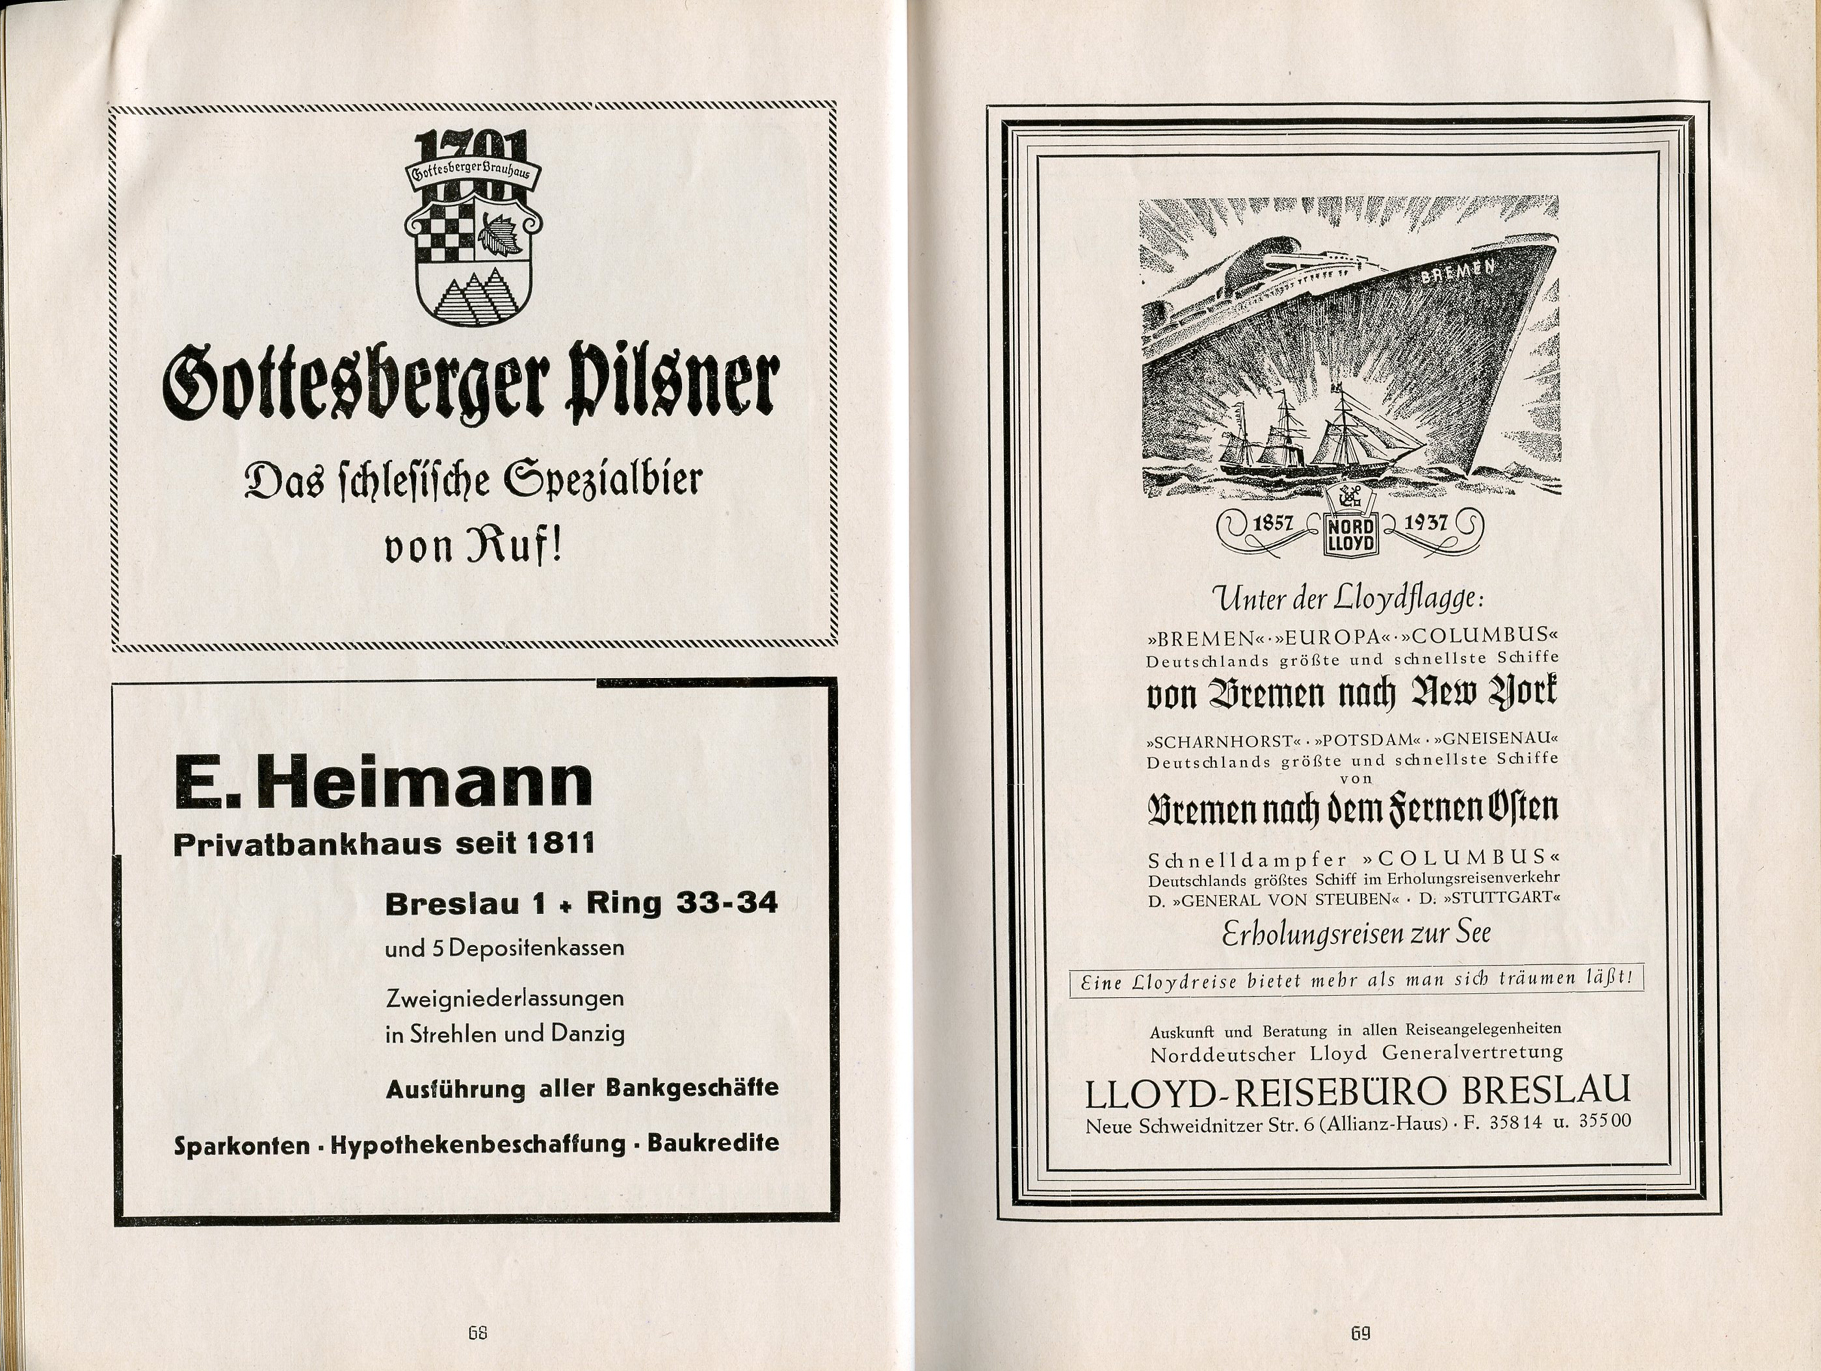 1791
Gottesberger Brauhaus
Gottesberger Pilsner
Das schlesische Spezialbier
von Ruf!
E. Heimann
Privatbankhaus seit 1811
Breslau 1 + Ring 33-34
und 5 Depositenkassen
Zweigniederlassungen
in Strehlen und Danzig
Ausführung aller Bankgeschäfte
Sparkonten · Hypothekenbeschaffung · Baukredite
68
BREMEN
1857 NORD 1937
LLOYD
Unter der Lloydflagge:
»BREMEN«·»EUROPA«·»COLUMBUS«
Deutschlands größte und schnellste Schiffe
von Bremen nach New York
»SCHARNHORST« · »POTSDAM« · »GNEISENAU«
Deutschlands größte und schnellste Schiffe
von
Bremen nach dem Fernen Osten
Schnelldampfer »COLUMBUS«
Deutschlands größtes Schiff im Erholungsreisenverkehr
D. »GENERAL VON STEUBEN« · D. »STUTTGART«
Erholungsreisen zur See
Eine Lloydreise bietet mehr als man sich träumen läßt!
Auskunft und Beratung in allen Reiseangelegenheiten
Norddeutscher Lloyd Generalvertretung
LLOYD-REISEBÜRO BRESLAU
Neue Schweidnitzer Str. 6 (Allianz-Haus) · F. 35814 u. 35500
69